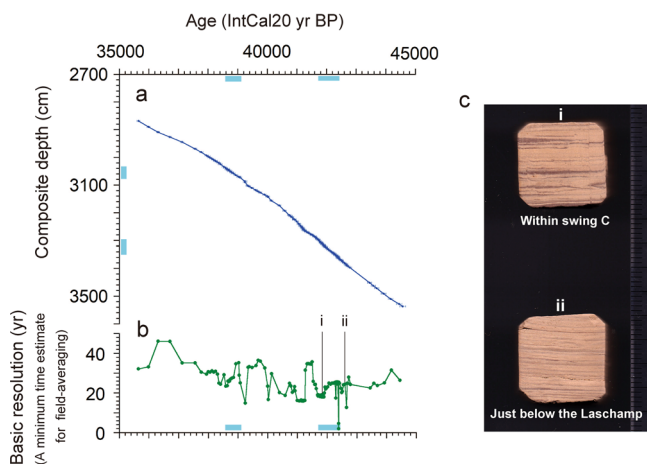 Age (IntCal20 yr BP)
35000 40000 45000
2700
3100
3500
Composite depth (cm)
a
c
i
Within swing C
ii
Just below the Laschamp
b
i ii
40
20
0
Basic resolution (yr)
(A minimum time estimate
for field-averaging)